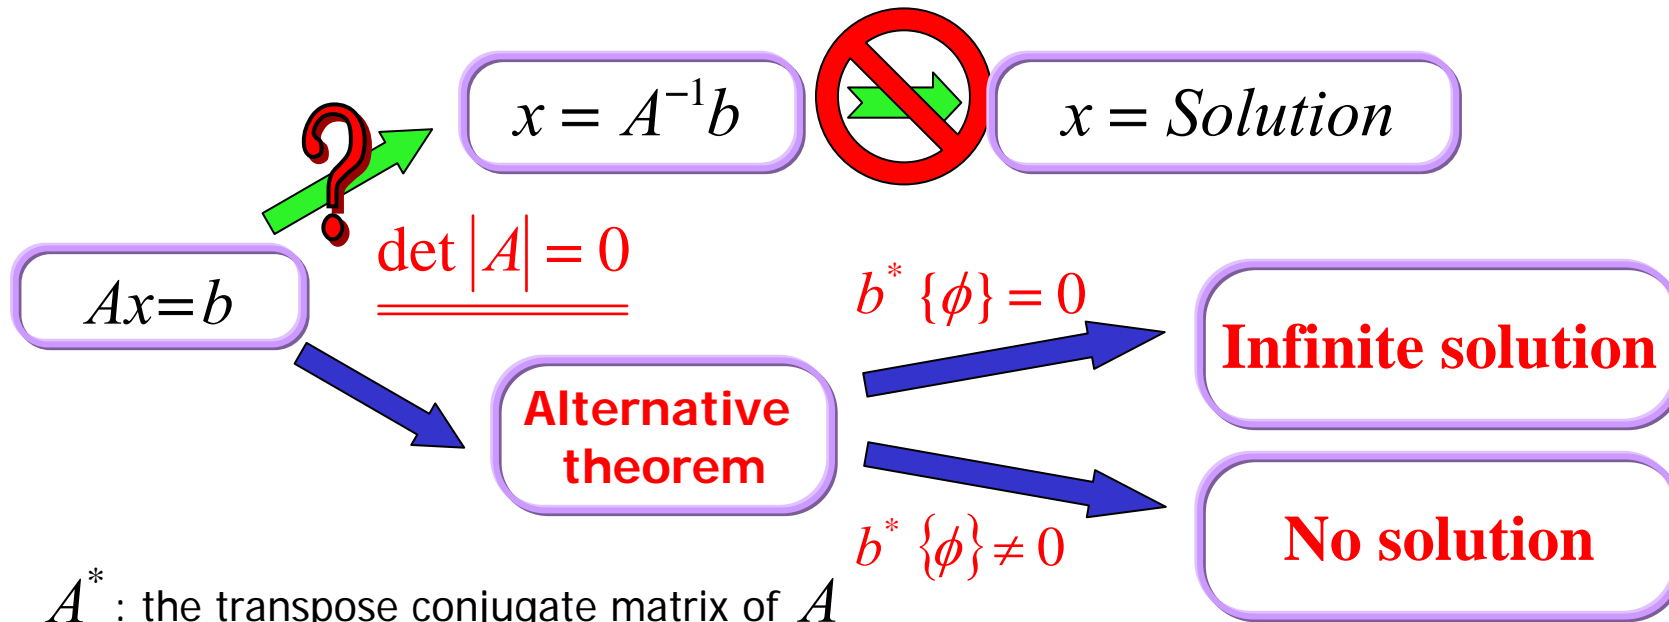 x = A⁻¹b
x = Solution
?
det |A| = 0
Ax=b
b* {ϕ} = 0
Infinite solution
Alternative
theorem
b* {ϕ} ≠ 0
No solution
A* : the transpose conjugate matrix of A